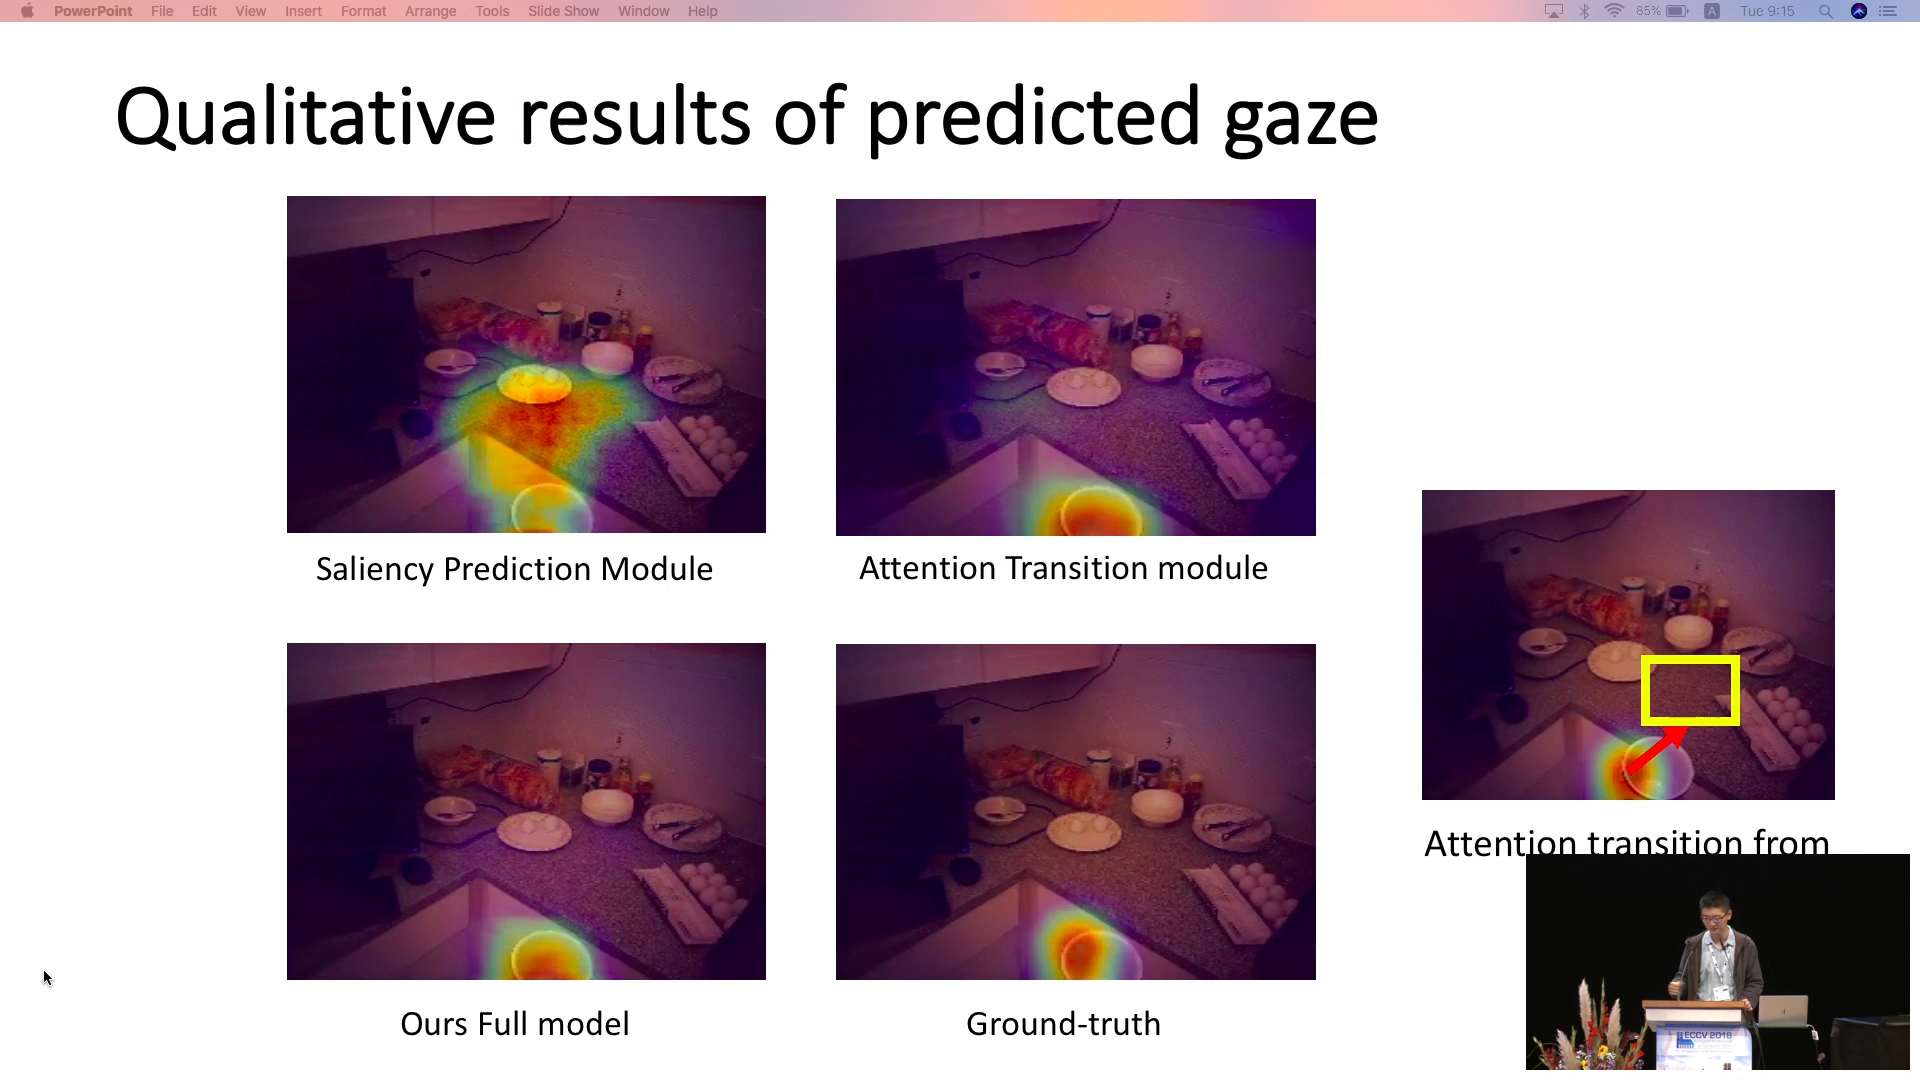 PowerPoint File Edit View Insert Format Arrange Tools Slide Show Window Help 85% A Tue 9:15
Qualitative results of predicted gaze
Saliency Prediction Module
Attention Transition module
Ours Full model
Ground-truth
Attention transition from
ECCV 2018